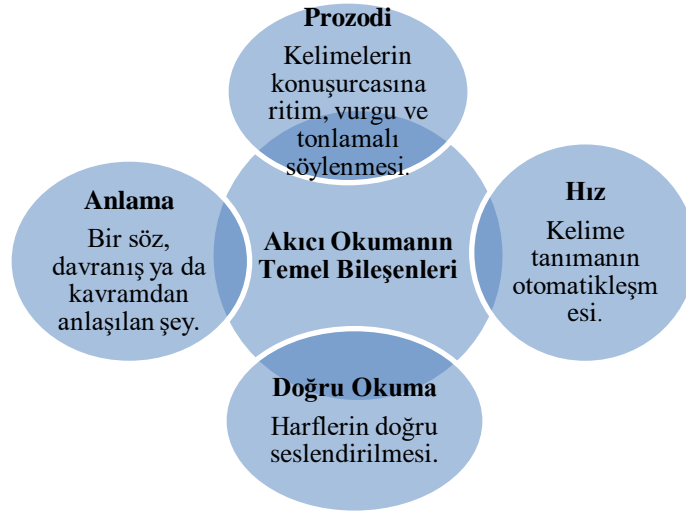 Prozodi
Kelimelerin
konuşurcasına
ritim, vurgu ve
tonlamalı
söylenmesi.
Anlama
Bir söz,
davranış ya da
kavramdan
anlaşılan şey.
Akıcı Okumanın
Temel Bileşenleri
Hız
Kelime
tanımanın
otomatikleşm
esi.
Doğru Okuma
Harflerin doğru
seslendirilmesi.